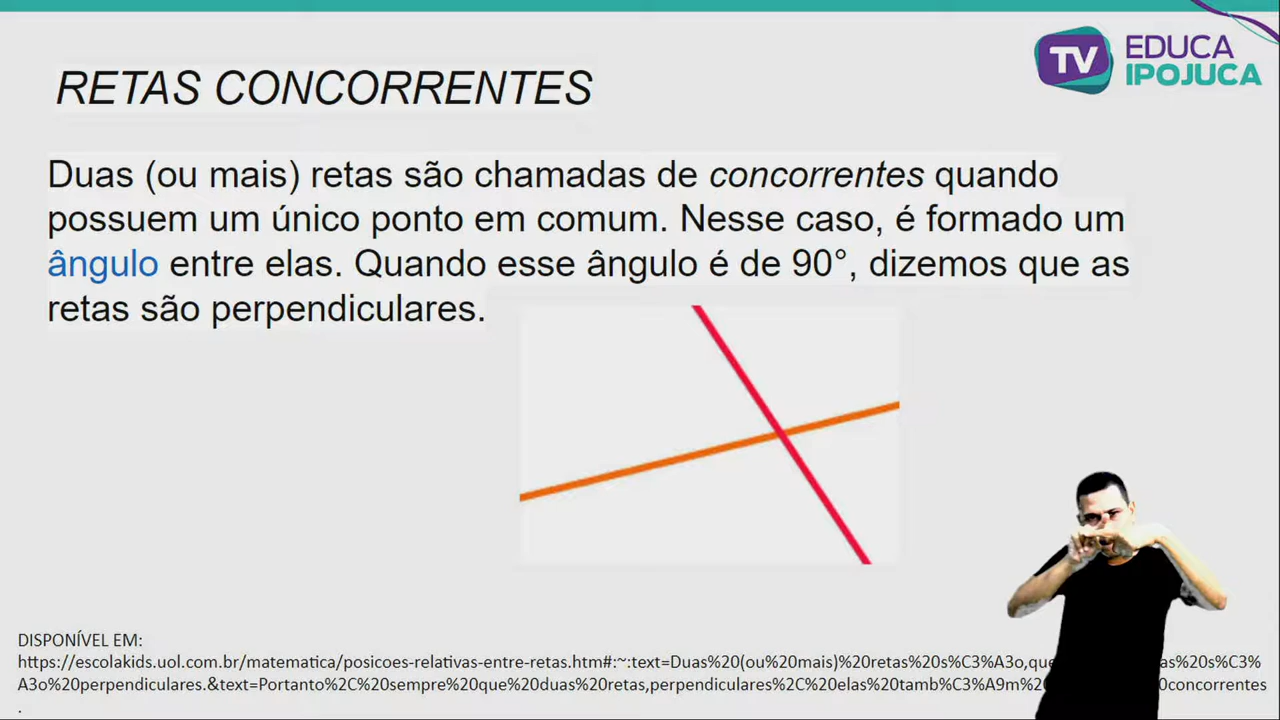 TV EDUCA
IPOJUCA
RETAS CONCORRENTES
Duas (ou mais) retas são chamadas de concorrentes quando
possuem um único ponto em comum. Nesse caso, é formado um
ângulo entre elas. Quando esse ângulo é de 90°, dizemos que as
retas são perpendiculares.
DISPONÍVEL EM:
https://escolakids.uol.com.br/matematica/posicoes-relativas-entre-retas.htm#:~:text=Duas%20(ou%20mais)%20retas%20s%C3%A3o,que as%20s%C3%
A3o%20perpendiculares.&text=Portanto%2C%20sempre%20que%20duas%20retas,perpendiculares%2C%20elas%20tamb%C3%A9m% 0concorrentes
.